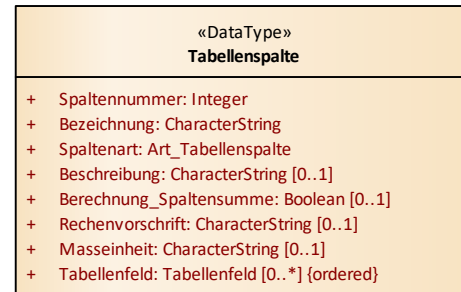 «DataType»
Tabellenspalte
+ Spaltennummer: Integer
+ Bezeichnung: CharacterString
+ Spaltenart: Art_Tabellenspalte
+ Beschreibung: CharacterString [0..1]
+ Berechnung_Spaltensumme: Boolean [0..1]
+ Rechenvorschrift: CharacterString [0..1]
+ Masseinheit: CharacterString [0..1]
+ Tabellenfeld: Tabellenfeld [0..*] {ordered}